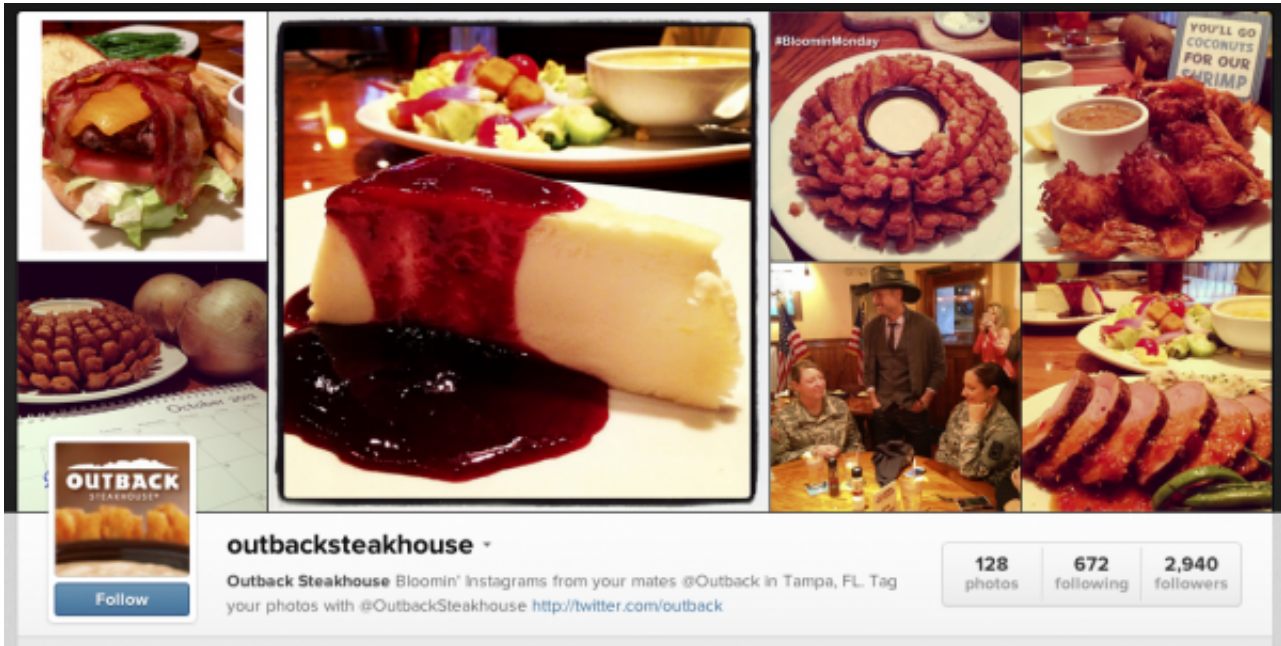 #BloominMonday
YOU'LL GO
COCONUTS
FOR OUR
SHRIMP
October 2012
OUTBACK
STEAKHOUSE
Follow
outbacksteakhouse
Outback Steakhouse Bloomin' Instagrams from your mates @Outback in Tampa, FL. Tag
your photos with @OutbackSteakhouse http://twitter.com/outback
128
photos
672
following
2,940
followers